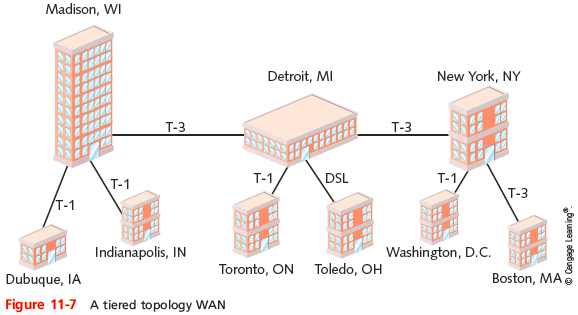 Madison, WI
Detroit, MI
New York, NY
T-3
T-3
T-1
T-1
T-1
DSL
T-1
T-3
Dubuque, IA
Indianapolis, IN
Toronto, ON
Toledo, OH
Washington, D.C.
Boston, MA
© Cengage Learning®.
Figure 11-7 A tiered topology WAN